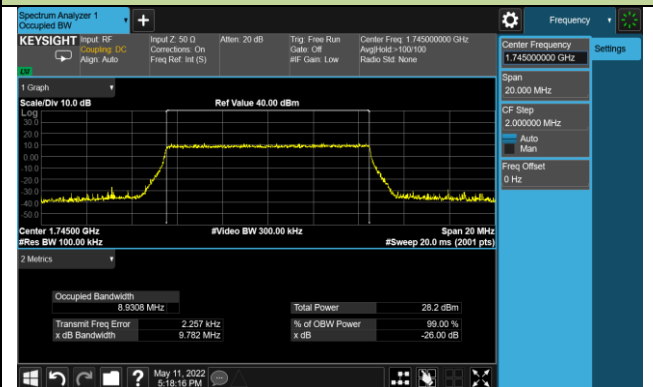 Spectrum Analyzer 1
Occupied BW
Frequency
KEYSIGHT
Input: RF
Coupling: DC
Align: Auto
Input Z: 50 Ω
Corrections: On
Freq Ref: Int (S)
Atten: 20 dB
Trig: Free Run
Gate: Off
#IF Gain: Low
Center Freq: 1.745000000 GHz
Avg|Hold:>100/100
Radio Std: None
Center Frequency
1.745000000 GHz
Settings
Span
20.000 MHz
CF Step
2.000000 MHz
Auto
Man
Freq Offset
0 Hz
1 Graph
Scale/Div 10.0 dB
Ref Value 40.00 dBm
Log
30.0
20.0
10.0
0.00
-10.0
-20.0
-30.0
-40.0
-50.0
Center 1.74500 GHz
#Video BW 300.00 kHz
Span 20 MHz
#Res BW 100.00 kHz
#Sweep 20.0 ms (2001 pts)
2 Metrics
Occupied Bandwidth
8.9308 MHz
Total Power
28.2 dBm
Transmit Freq Error
2.257 kHz
% of OBW Power
99.00 %
x dB Bandwidth
9.782 MHz
x dB
-26.00 dB
May 11, 2022
5:18:16 PM